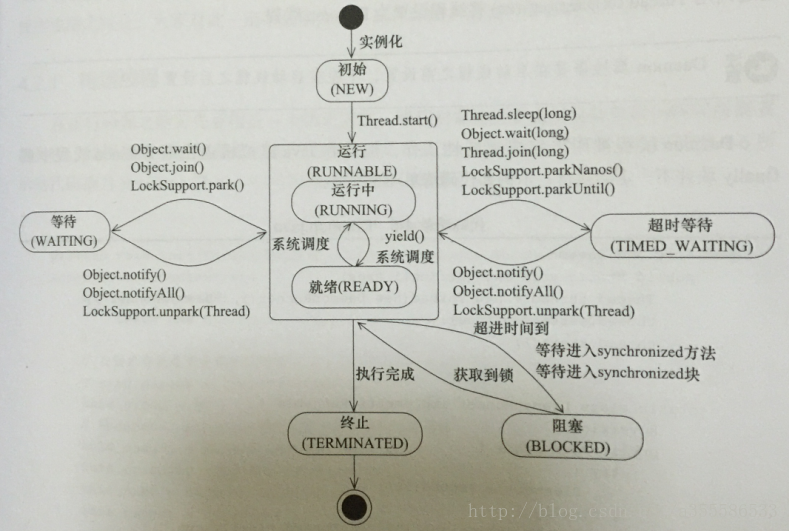 实例化
初始
(NEW)
Thread.start()
Object.wait()
Object.join()
LockSupport.park()
运行
(RUNNABLE)
运行中
(RUNNING)
Thread.sleep(long)
Object.wait(long)
Thread.join(long)
LockSupport.parkNanos()
LockSupport.parkUntil()
等待
(WAITING)
系统调度
yield()
系统调度
超时等待
(TIMED_WAITING)
就绪(READY)
Object.notify()
Object.notifyAll()
LockSupport.unpark(Thread)
Object.notify()
Object.notifyAll()
LockSupport.unpark(Thread)
超进时间到
等待进入synchronized方法
等待进入synchronized块
执行完成
获取到锁
终止
(TERMINATED)
阻塞
(BLOCKED)